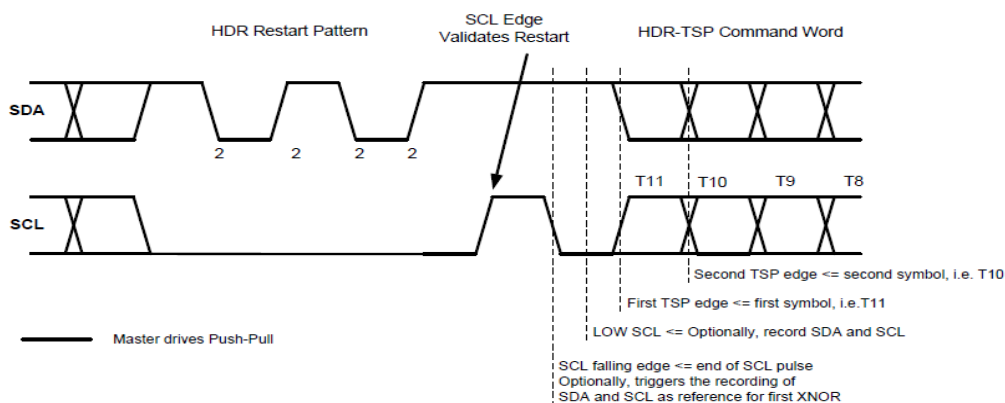 HDR Restart Pattern
SCL Edge
Validates Restart
HDR-TSP Command Word
SDA
2 2 2 2
T11 T10 T9 T8
SCL
Second TSP edge <= second symbol, i.e. T10
First TSP edge <= first symbol, i.e.T11
Master drives Push-Pull
LOW SCL <= Optionally, record SDA and SCL
SCL falling edge <= end of SCL pulse
Optionally, triggers the recording of
SDA and SCL as reference for first XNOR